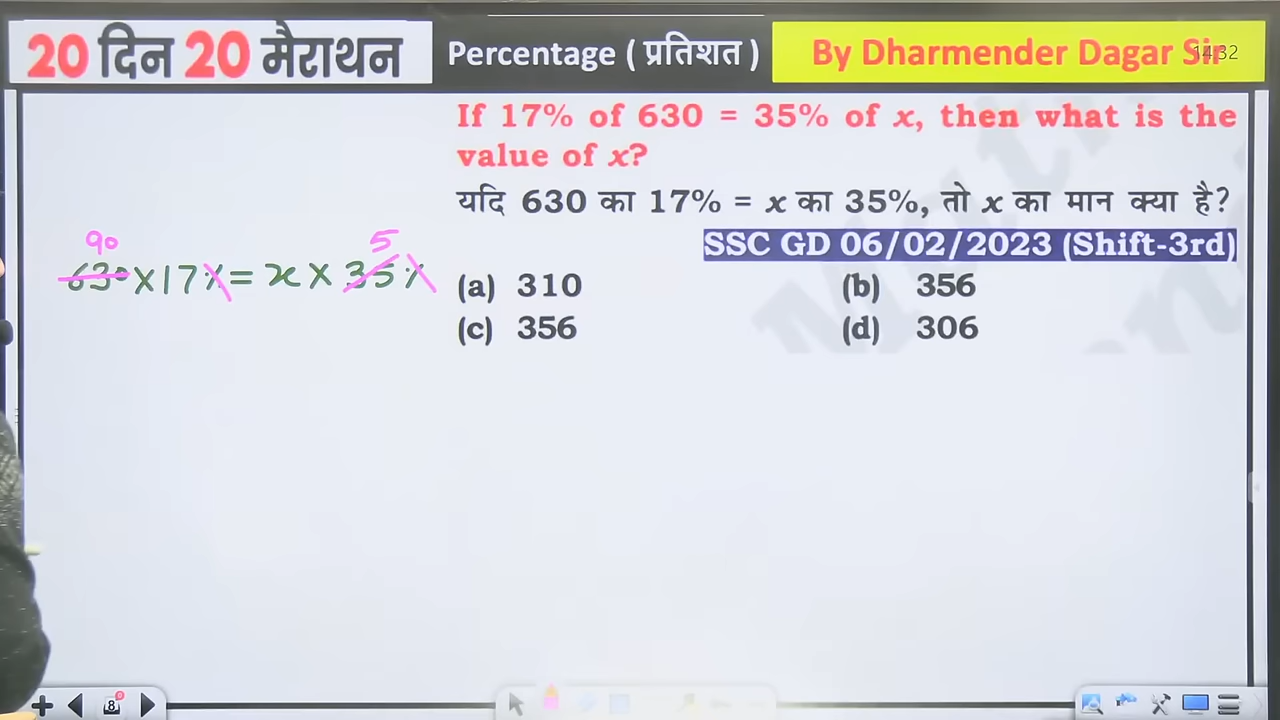 20 दिन 20 मैराथन
Percentage ( प्रतिशत )
By Dharmender Dagar Sir
14:32
If 17% of 630 = 35% of x, then what is the
value of x?
यदि 630 का 17% = x का 35%, तो x का मान क्या है?
SSC GD 06/02/2023 (Shift-3rd)
(a) 310 (b) 356
(c) 356 (d) 306
90 5
630 X 17% = x X 35%
8